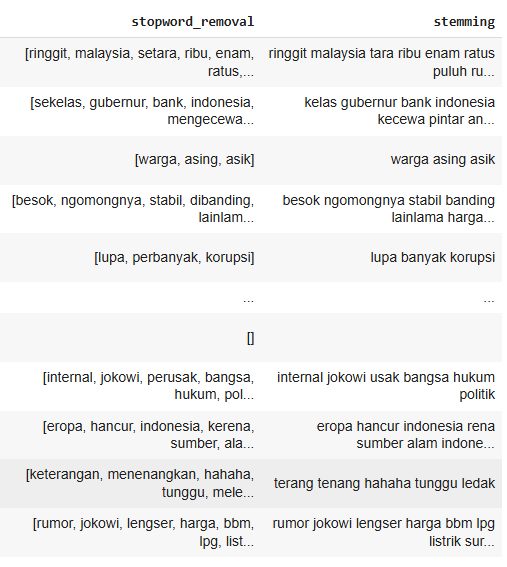 stopword_removal stemming
[ringgit, malaysia, setara, ribu, enam, ratus,... ringgit malaysia tara ribu enam ratus puluh ru...
[sekelas, gubernur, bank, indonesia, mengecewa... kelas gubernur bank indonesia kecewa pintar an...
[warga, asing, asik] warga asing asik
[besok, ngomongnya, stabil, dibanding, lainlam... besok ngomongnya stabil banding lainlama harga...
[lupa, perbanyak, korupsi] lupa banyak korupsi
... ...
[]
[internal, jokowi, perusak, bangsa, hukum, pol... internal jokowi usak bangsa hukum politik
[eropa, hancur, indonesia, kerena, sumber, ala... eropa hancur indonesia rena sumber alam indone...
[keterangan, menenangkan, hahaha, tunggu, mele... terang tenang hahaha tunggu ledak
[rumor, jokowi, lengser, harga, bbm, lpg, list... rumor jokowi lengser harga bbm lpg listrik sur...